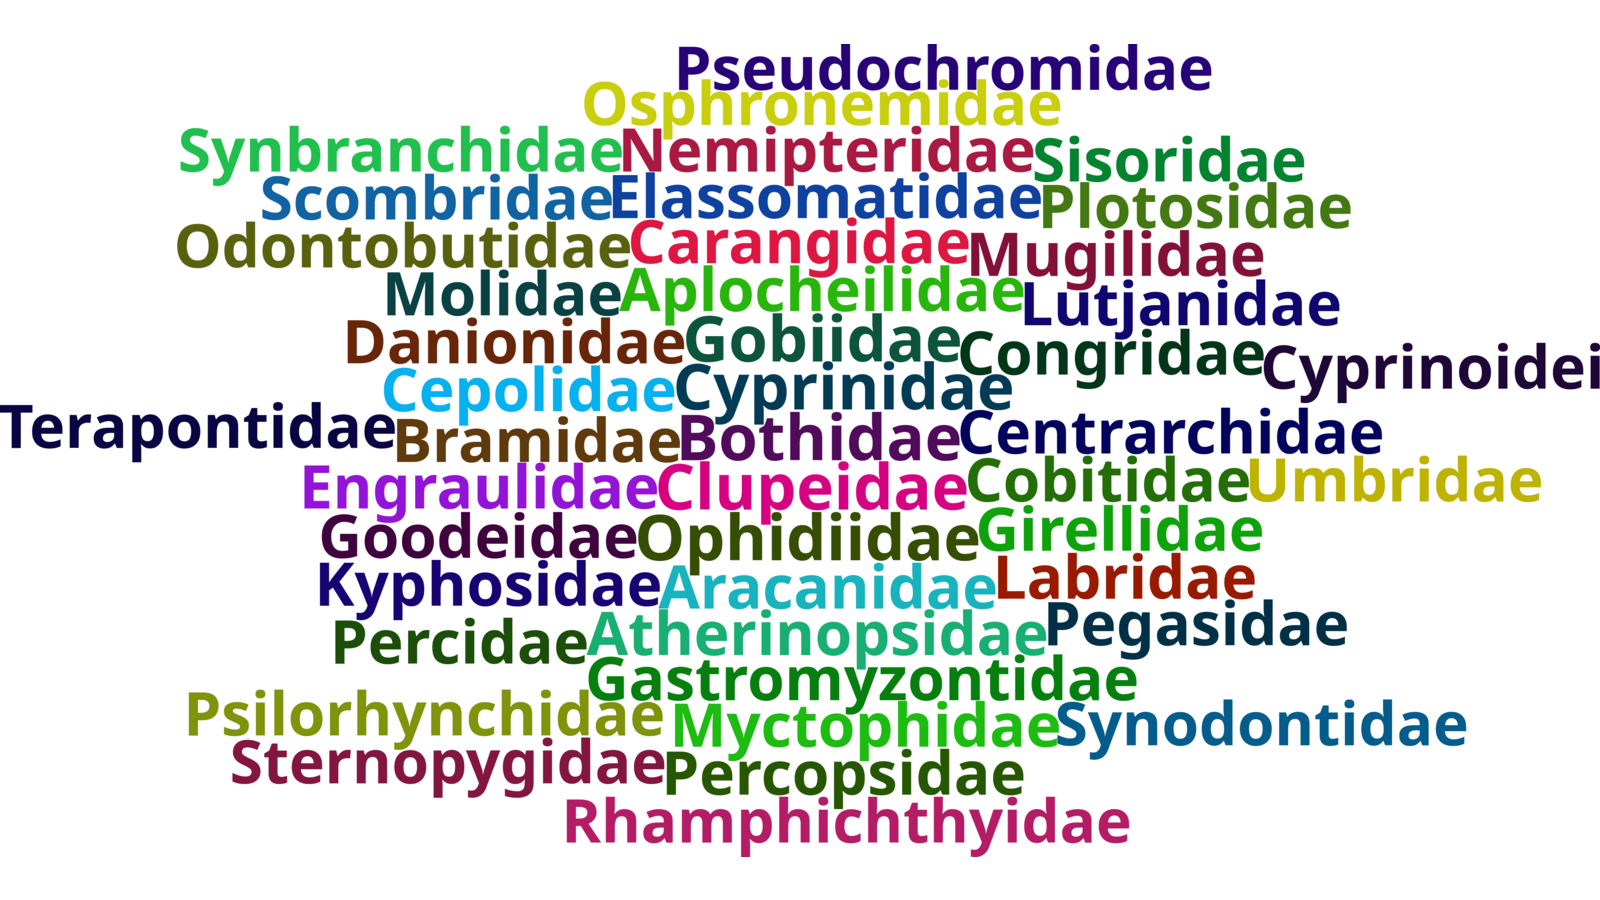 Pseudochromidae
Osphronemidae
Synbranchidae Nemipteridae Sisoridae
Scombridae Elassomatidae Plotosidae
Odontobutidae Carangidae Mugilidae
Molidae Aplocheilidae Lutjanidae
Danionidae Gobiidae Congridae Cyprinoidei
Cepolidae Cyprinidae
Terapontidae Bramidae Bothidae Centrarchidae
Engraulidae Clupeidae Cobitidae Umbridae
Goodeidae Ophidiidae Girellidae
Kyphosidae Aracanidae Labridae
Percidae Atherinopsidae Pegasidae
Gastromyzontidae
Psilorhynchidae Myctophidae Synodontidae
Sternopygidae Percopsidae
Rhamphichthyidae